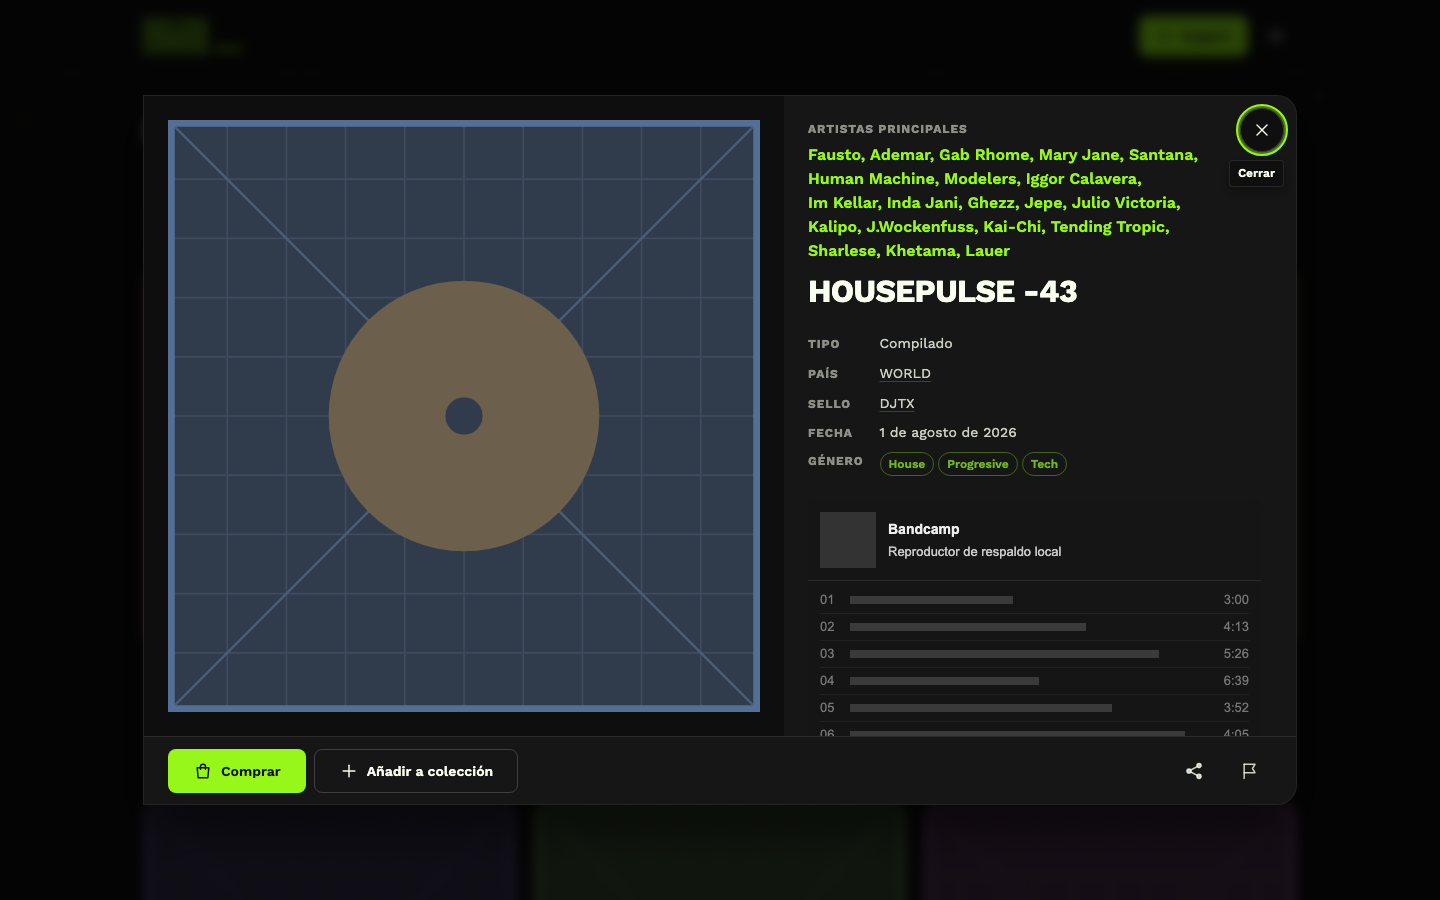 ARTISTAS PRINCIPALES
Fausto, Ademar, Gab Rhome, Mary Jane, Santana,
Human Machine, Modelers, Iggor Calavera,
Im Kellar, Inda Jani, Ghezz, Jepe, Julio Victoria,
Kalipo, J.Wockenfuss, Kai-Chi, Tending Tropic,
Sharlese, Khetama, Lauer
Cerrar
HOUSEPULSE -43
TIPO Compilado
PAÍS WORLD
SELLO DJTX
FECHA 1 de agosto de 2026
GÉNERO House Progresive Tech
Bandcamp
Reproductor de respaldo local
01 3:00
02 4:13
03 5:26
04 6:39
05 3:52
06 4:05
Comprar
Añadir a colección